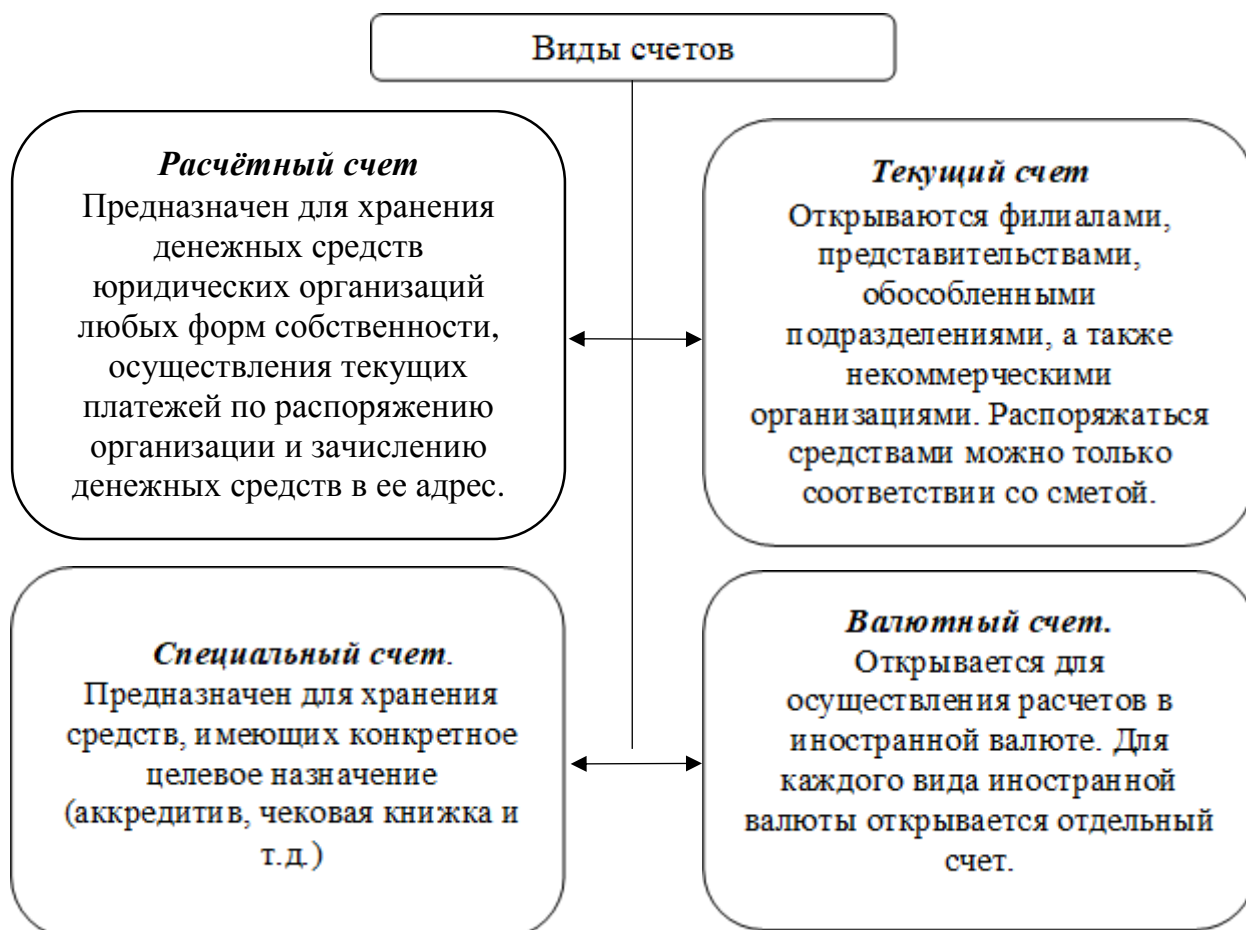 Виды счетов
Расчётный счет
Предназначен для хранения
денежных средств
юридических организаций
любых форм собственности,
осуществления текущих
платежей по распоряжению
организации и зачислению
денежных средств в ее адрес.
Текущий счет
Открываются филиалами,
представительствами,
обособленными
подразделениями, а также
некоммерческими
организациями. Распоряжаться
средствами можно только
соответствии со сметой.
Специальный счет.
Предназначен для хранения
средств, имеющих конкретное
целевое назначение
(аккредитив, чековая книжка и
т.д.)
Валютный счет.
Открывается для
осуществления расчетов в
иностранной валюте. Для
каждого вида иностранной
валюты открывается отдельный
счет.